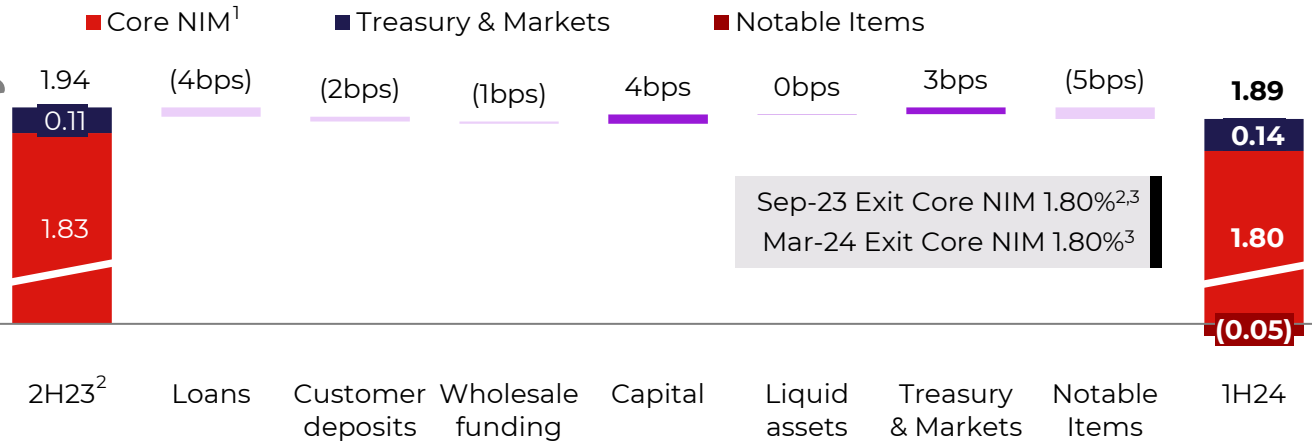 Core NIM¹ Treasury & Markets Notable Items
1.94 (4bps) (2bps) (1bps) 4bps 0bps 3bps (5bps) 1.89
0.11 0.14
1.83 1.80
Sep-23 Exit Core NIM 1.80%²,³
Mar-24 Exit Core NIM 1.80%³
(0.05)
2H23² Loans Customer Wholesale Capital Liquid Treasury Notable 1H24
deposits funding assets & Markets Items